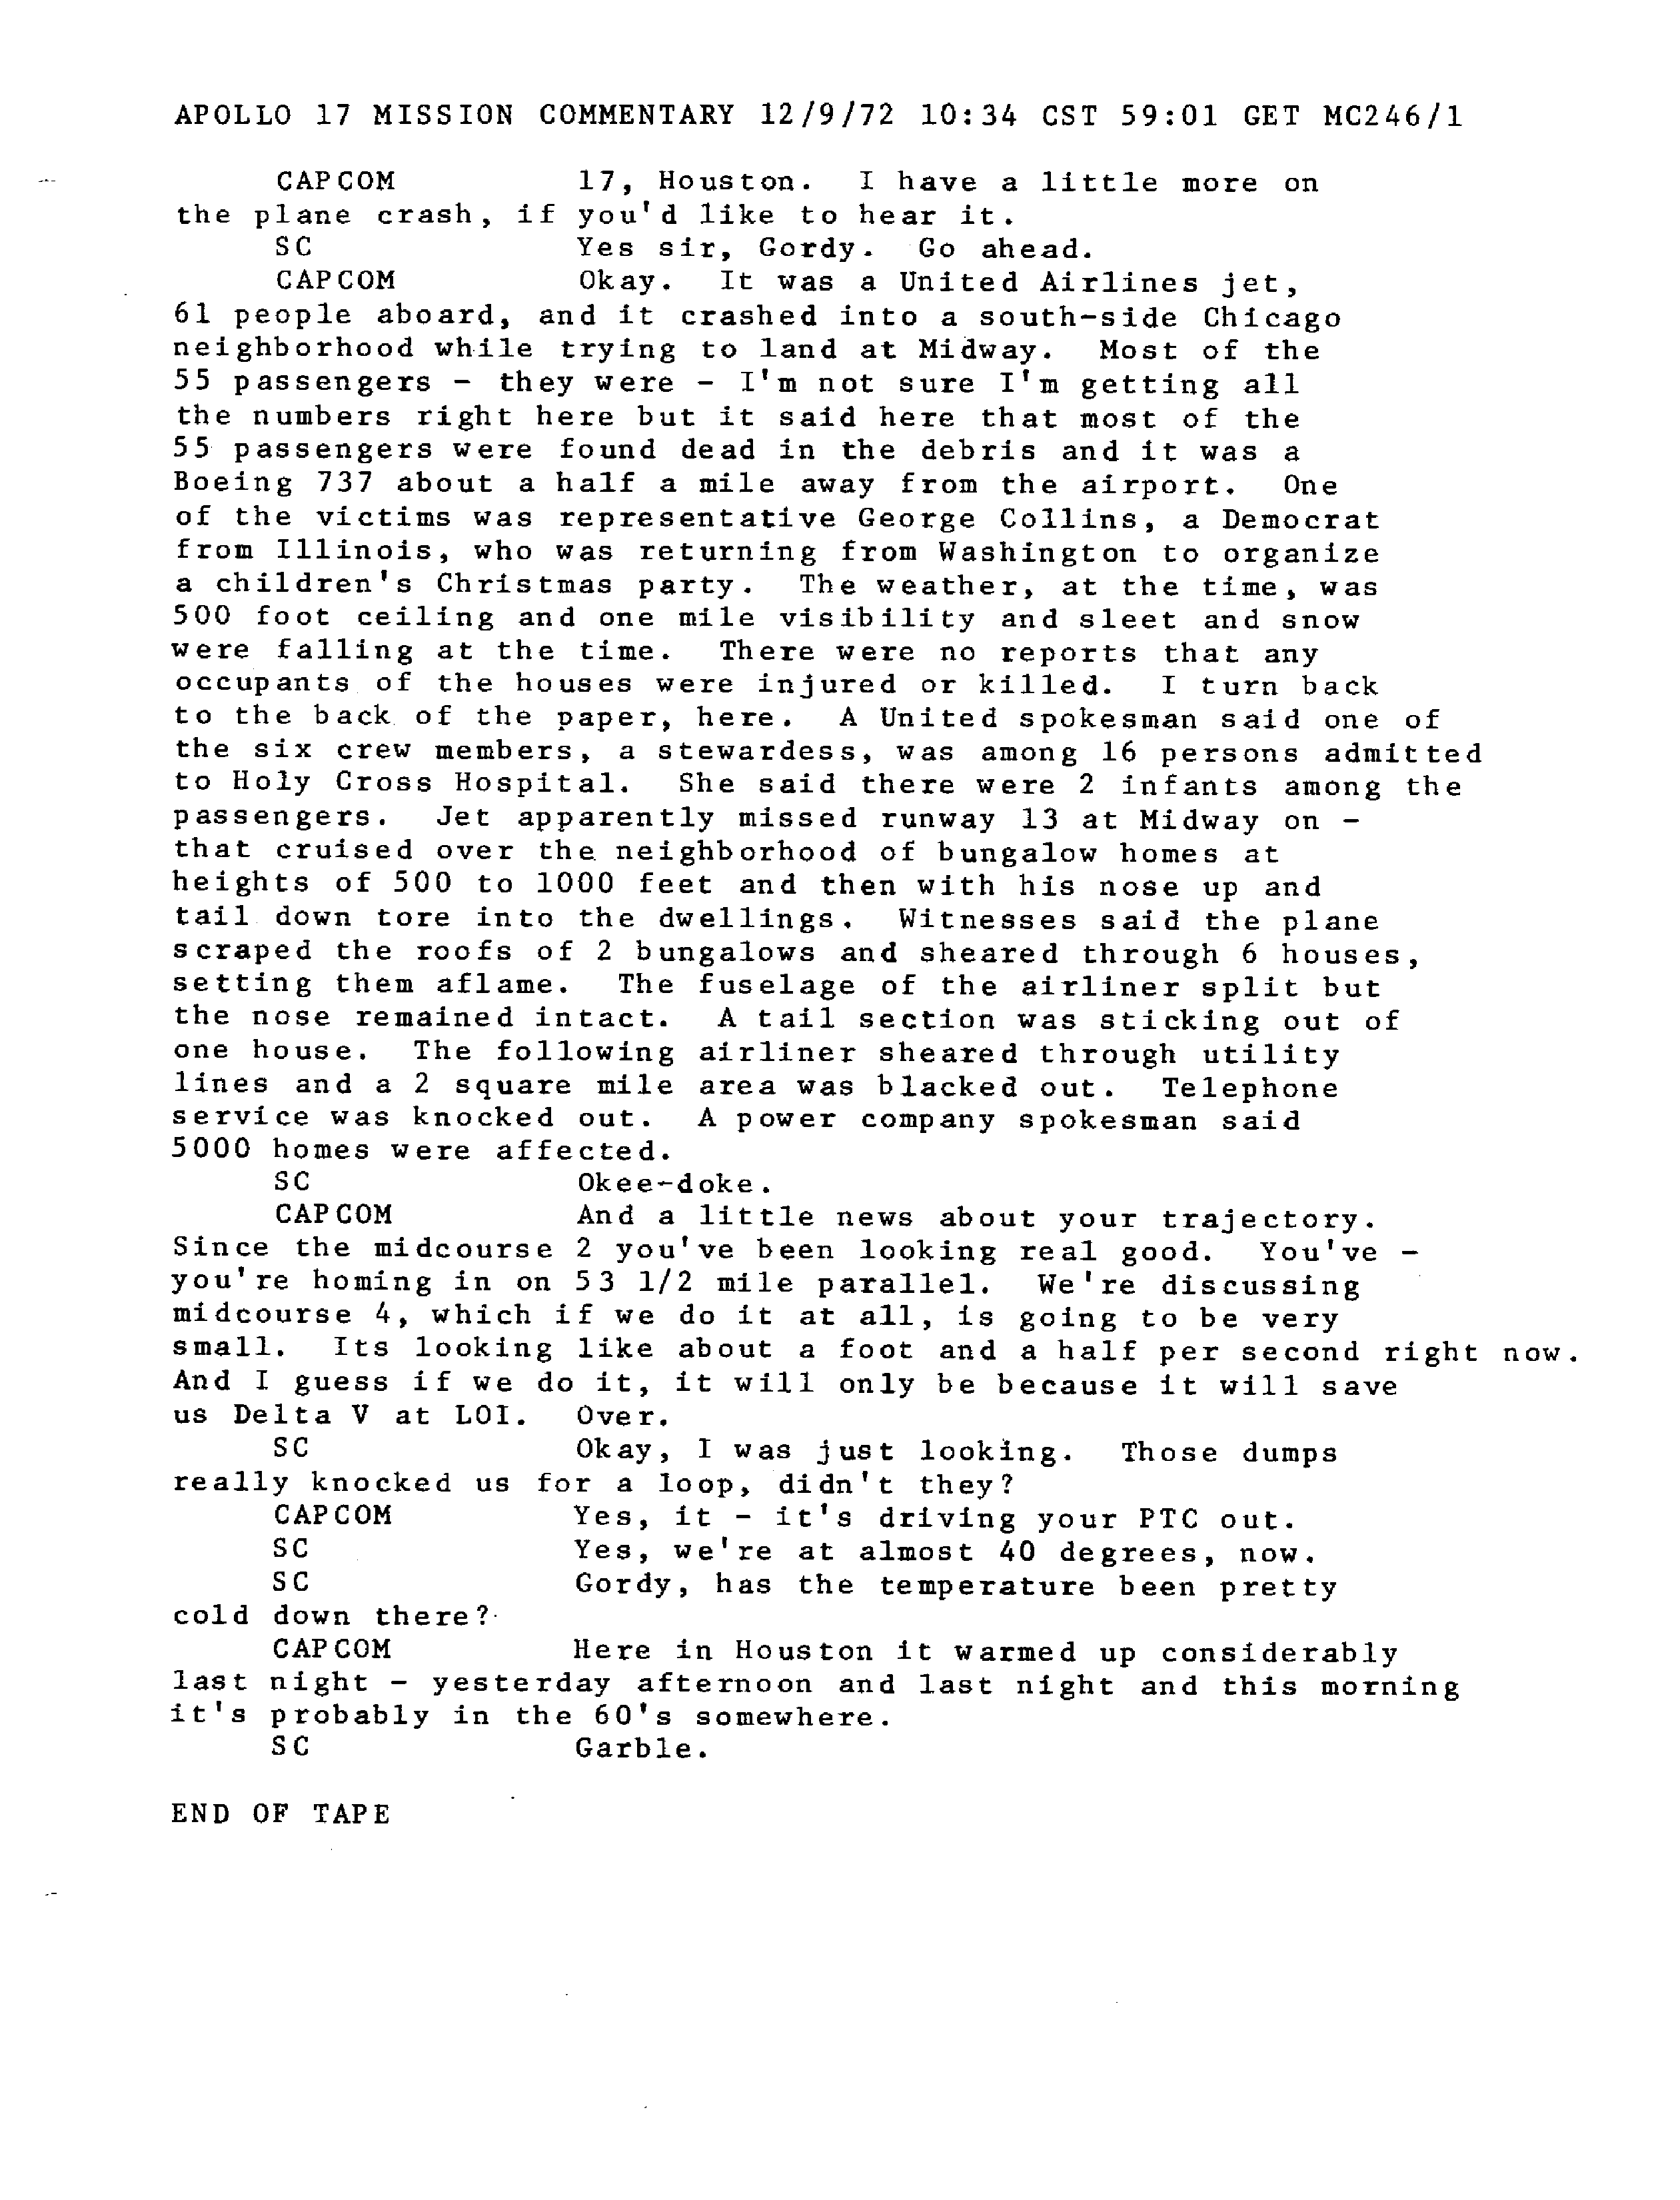 APOLLO 17 MISSION COMMENTARY 12/9/72 10:34 CST 59:01 GET MC246/1
CAPCOM 17, Houston. I have a little more on
the plane crash, if you'd like to hear it.
SC Yes sir, Gordy. Go ahead.
CAPCOM Okay. It was a United Airlines jet,
61 people aboard, and it crashed into a south-side Chicago
neighborhood while trying to land at Midway. Most of the
55 passengers - they were - I'm not sure I'm getting all
the numbers right here but it said here that most of the
55 passengers were found dead in the debris and it was a
Boeing 737 about a half a mile away from the airport. One
of the victims was representative George Collins, a Democrat
from Illinois, who was returning from Washington to organize
a children's Christmas party. The weather, at the time, was
500 foot ceiling and one mile visibility and sleet and snow
were falling at the time. There were no reports that any
occupants of the houses were injured or killed. I turn back
to the back of the paper, here. A United spokesman said one of
the six crew members, a stewardess, was among 16 persons admitted
to Holy Cross Hospital. She said there were 2 infants among the
passengers. Jet apparently missed runway 13 at Midway on -
that cruised over the neighborhood of bungalow homes at
heights of 500 to 1000 feet and then with his nose up and
tail down tore into the dwellings. Witnesses said the plane
scraped the roofs of 2 bungalows and sheared through 6 houses,
setting them aflame. The fuselage of the airliner split but
the nose remained intact. A tail section was sticking out of
one house. The following airliner sheared through utility
lines and a 2 square mile area was blacked out. Telephone
service was knocked out. A power company spokesman said
5000 homes were affected.
SC Okee-doke.
CAPCOM And a little news about your trajectory.
Since the midcourse 2 you've been looking real good. You've -
you're homing in on 53 1/2 mile parallel. We're discussing
midcourse 4, which if we do it at all, is going to be very
small. Its looking like about a foot and a half per second right now.
And I guess if we do it, it will only be because it will save
us Delta V at LOI. Over.
SC Okay, I was just looking. Those dumps
really knocked us for a loop, didn't they?
CAPCOM Yes, it - it's driving your PTC out.
SC Yes, we're at almost 40 degrees, now.
SC Gordy, has the temperature been pretty
cold down there?
CAPCOM Here in Houston it warmed up considerably
last night - yesterday afternoon and last night and this morning
it's probably in the 60's somewhere.
SC Garble.
END OF TAPE